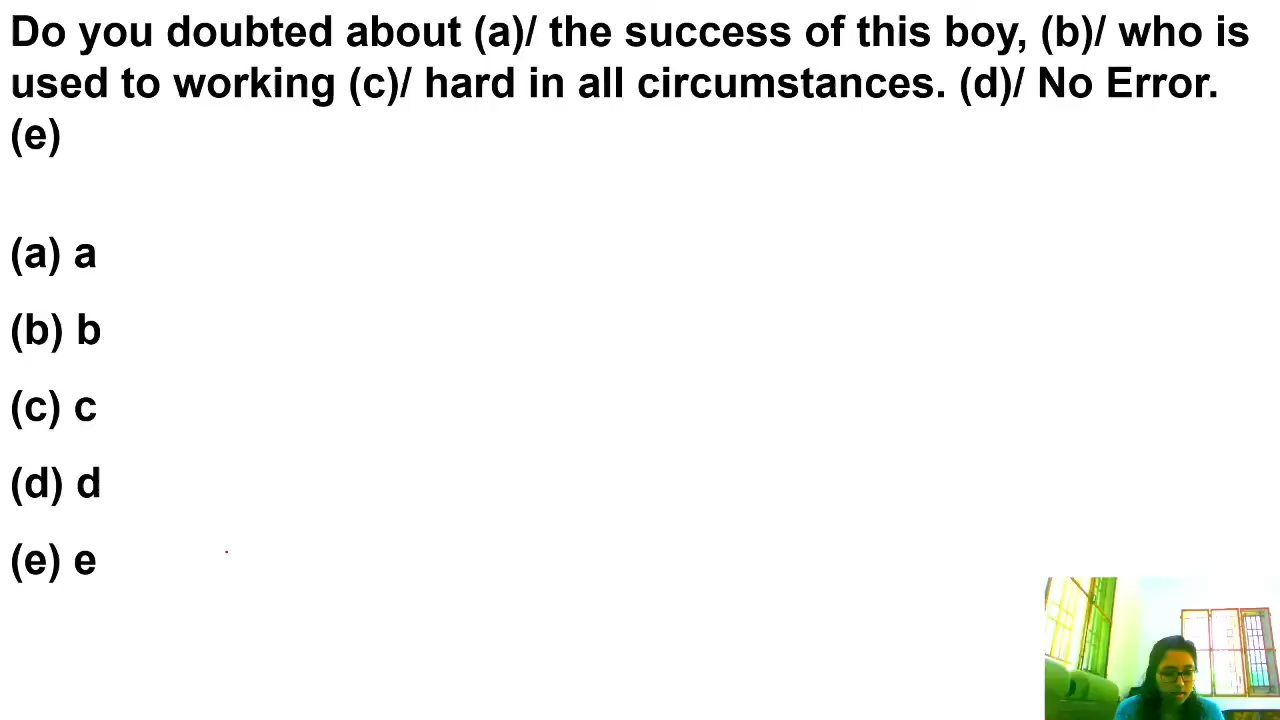 Do you doubted about (a)/ the success of this boy, (b)/ who is
used to working (c)/ hard in all circumstances. (d)/ No Error.
(e)
(a) a
(b) b
(c) c
(d) d
(e) e